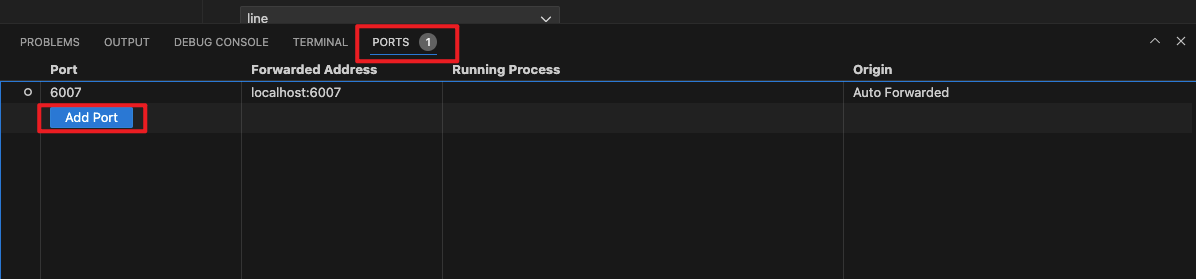 line
PROBLEMS OUTPUT DEBUG CONSOLE TERMINAL PORTS 1
Port Forwarded Address Running Process Origin
6007 localhost:6007 Auto Forwarded
Add Port